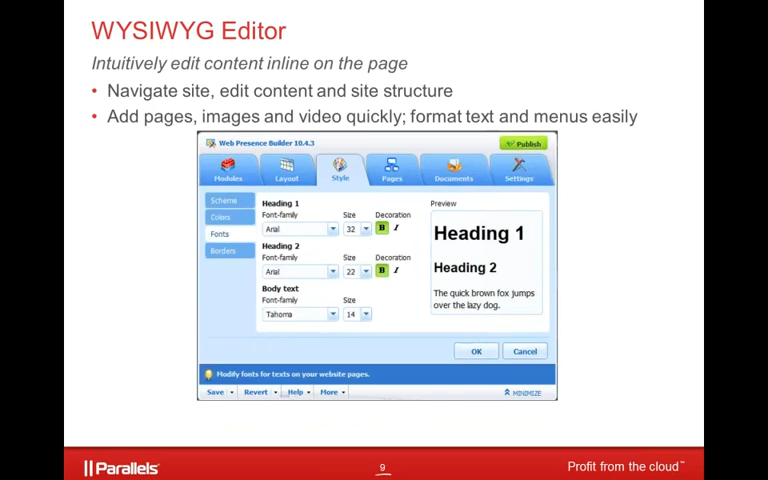 WYSIWYG Editor
Intuitively edit content inline on the page
• Navigate site, edit content and site structure
• Add pages, images and video quickly; format text and menus easily
Web Presence Builder 10.4.3
Publish
Modules Layout Style Pages Documents Settings
Scheme
Colors
Fonts
Borders
Heading 1
Font-family Size Decoration
Arial 32 B I
Heading 2
Font-family Size Decoration
Arial 22 B I
Body text
Font-family Size
Tahoma 14
Preview
Heading 1
Heading 2
The quick brown fox jumps
over the lazy dog.
OK Cancel
Modify fonts for texts on your website pages.
Save Revert Help More MINIMIZE
Parallels® 9 Profit from the cloud™